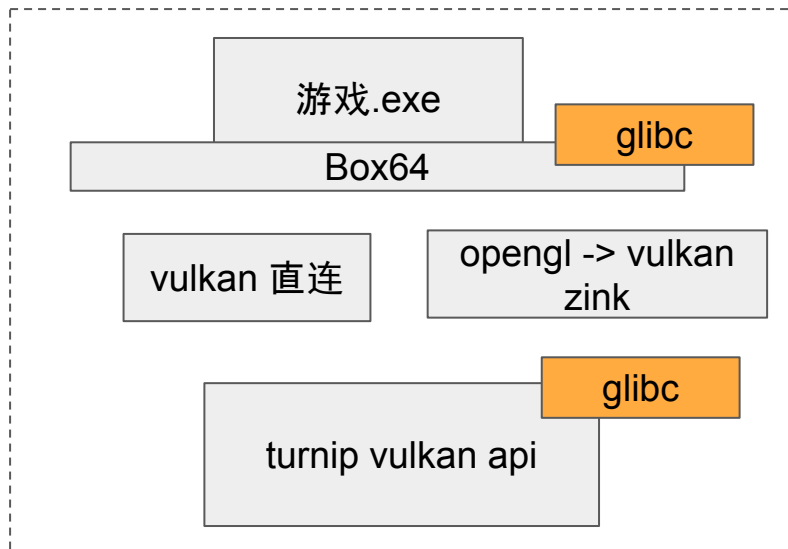 游戏.exe
glibc
Box64
vulkan 直连
opengl -> vulkan
zink
glibc
turnip vulkan api